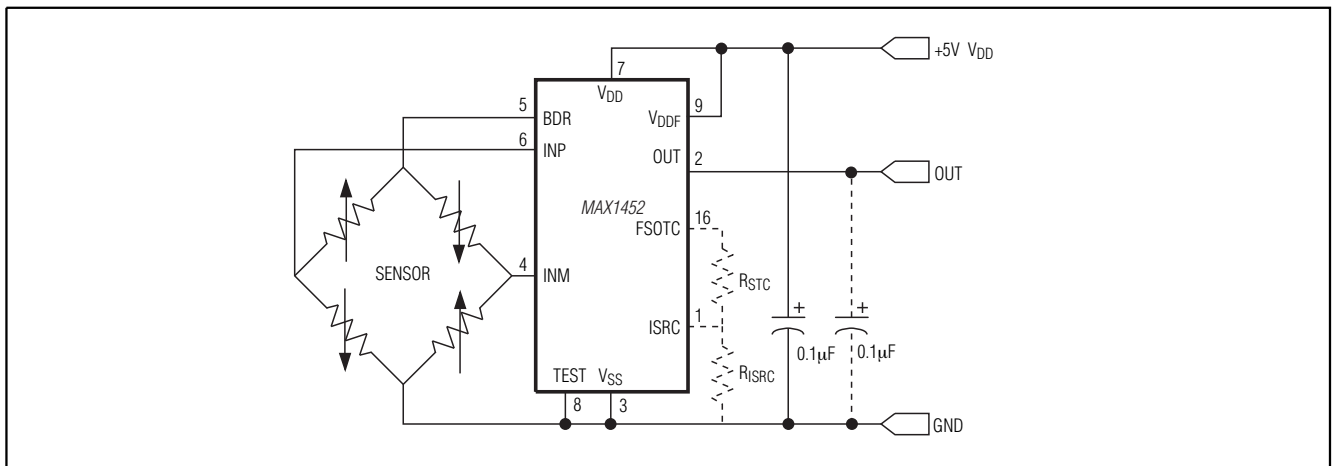 +5V VDD
7
VDD
5
BDR
9
VDDF
6
INP
OUT
2
OUT
MAX1452
16
FSOTC
4
INM
SENSOR
RSTC
1
ISRC
+
+
0.1µF
0.1µF
RISRC
TEST VSS
8
3
GND